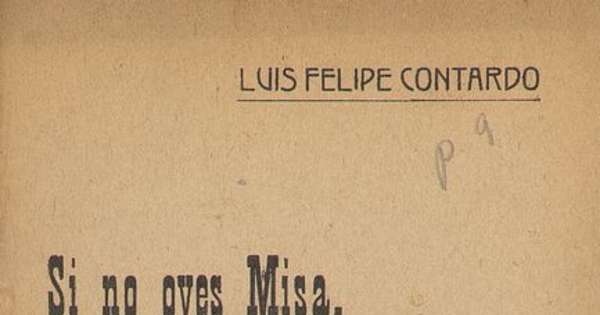 LUIS FELIPE CONTARDO
p. 9
Si no oyes Misa.